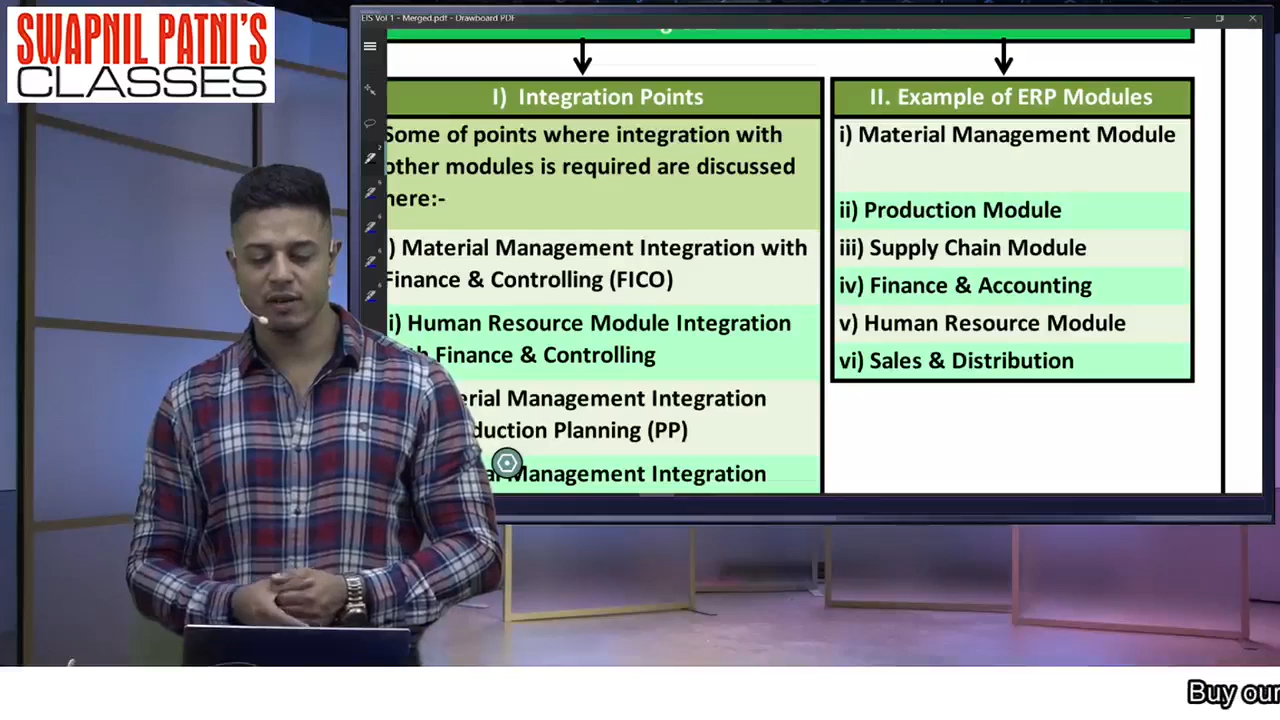 SWAPNIL PATNI'S
CLASSES
EIS Vol 1 - Merged.pdf - Drawboard PDF
I) Integration Points
Some of points where integration with
other modules is required are discussed
here:-
) Material Management Integration with
Finance & Controlling (FICO)
i) Human Resource Module Integration
Finance & Controlling
Management Integration
Planning (PP)
Management Integration
II. Example of ERP Modules
i) Material Management Module
ii) Production Module
iii) Supply Chain Module
iv) Finance & Accounting
v) Human Resource Module
vi) Sales & Distribution
Buy our